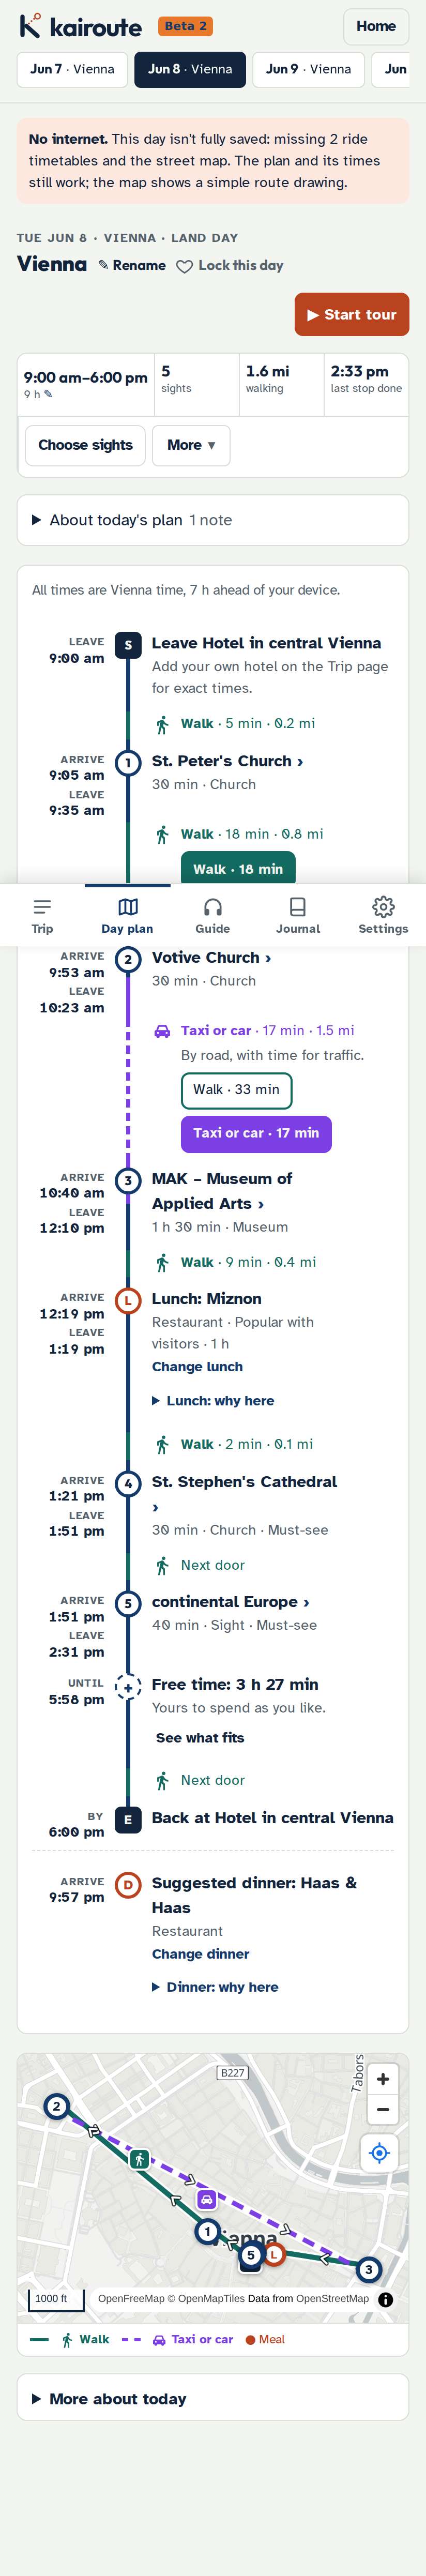 kairoute Beta 2 Home
Jun 7 · Vienna Jun 8 · Vienna Jun 9 · Vienna Jun
No internet. This day isn't fully saved: missing 2 ride
timetables and the street map. The plan and its times
still work; the map shows a simple route drawing.
TUE JUN 8 · VIENNA · LAND DAY
Vienna ✎ Rename Lock this day
▶ Start tour
9:00 am–6:00 pm 5 1.6 mi 2:33 pm
9 h ✎ sights walking last stop done
Choose sights More ▼
▶ About today's plan 1 note
All times are Vienna time, 7 h ahead of your device.
LEAVE
9:00 am
S
Leave Hotel in central Vienna
Add your own hotel on the Trip page
for exact times.
Walk · 5 min · 0.2 mi
ARRIVE
9:05 am
LEAVE
9:35 am
1
St. Peter's Church ›
30 min · Church
Walk · 18 min · 0.8 mi
Walk · 18 min
Trip Day plan Guide Journal Settings
ARRIVE
9:53 am
LEAVE
10:23 am
2
Votive Church ›
30 min · Church
Taxi or car · 17 min · 1.5 mi
By road, with time for traffic.
Walk · 33 min
Taxi or car · 17 min
ARRIVE
10:40 am
LEAVE
12:10 pm
3
MAK – Museum of
Applied Arts ›
1 h 30 min · Museum
Walk · 9 min · 0.4 mi
ARRIVE
12:19 pm
LEAVE
1:19 pm
L
Lunch: Miznon
Restaurant · Popular with
visitors · 1 h
Change lunch
▶ Lunch: why here
Walk · 2 min · 0.1 mi
ARRIVE
1:21 pm
LEAVE
1:51 pm
4
St. Stephen's Cathedral
›
30 min · Church · Must-see
Next door
ARRIVE
1:51 pm
LEAVE
2:31 pm
5
continental Europe ›
40 min · Sight · Must-see
UNTIL
5:58 pm
+
Free time: 3 h 27 min
Yours to spend as you like.
See what fits
Next door
BY
6:00 pm
E
Back at Hotel in central Vienna
ARRIVE
9:57 pm
D
Suggested dinner: Haas &
Haas
Restaurant
Change dinner
▶ Dinner: why here
B227
Tabors
+
−
2
1
5
L
3
1000 ft
OpenFreeMap © OpenMapTiles Data from OpenStreetMap
Walk Taxi or car Meal
▶ More about today